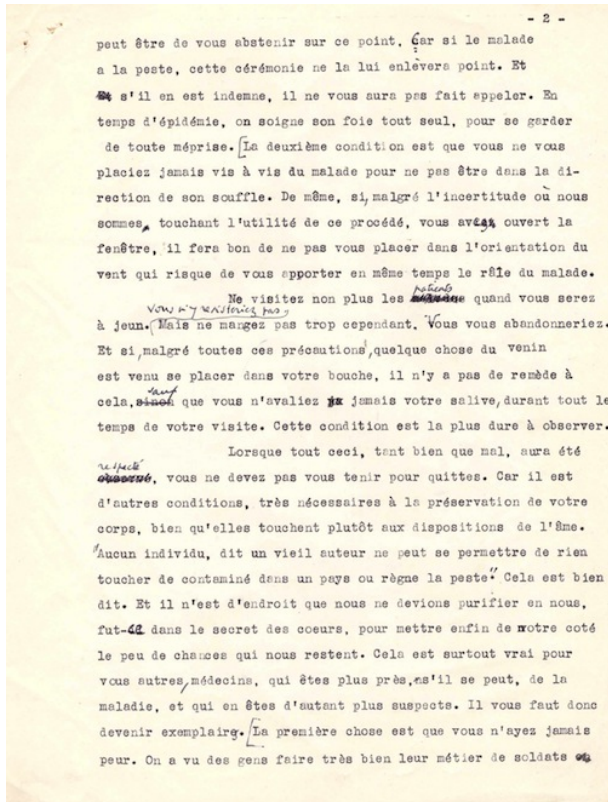 - 2 -
peut être de vous abstenir sur ce point. Car si le malade
a la peste, cette cérémonie ne la lui enlèvera point. Et
s'il en est indemne, il ne vous aura pas fait appeler. En
temps d'épidémie, on soigne son foie tout seul, pour se garder
de toute méprise. [La deuxième condition est que vous ne vous
placiez jamais vis à vis du malade pour ne pas être dans la di-
rection de son souffle. De même, si, malgré l'incertitude où nous
sommes, touchant l'utilité de ce procédé, vous avez ouvert la
fenêtre, il fera bon de ne pas vous placer dans l'orientation du
vent qui risque de vous apporter en même temps le râle du malade.
patients
Ne visitez non plus les quand vous serez
vous n'y resisteriez pas
à jeun. Mais ne mangez pas trop cependant. Vous vous abandonneriez.
Et si, malgré toutes ces précautions, quelque chose du venin
est venu se placer dans votre bouche, il n'y a pas de remède à
sauf
cela, sinon que vous n'avaliez jamais votre salive, durant tout le
temps de votre visite. Cette condition est la plus dure à observer.
Lorsque tout ceci, tant bien que mal, aura été
respecté
, vous ne devez pas vous tenir pour quittes. Car il est
d'autres conditions, très nécessaires à la préservation de votre
corps, bien qu'elles touchent plutôt aux dispositions de l'âme.
"Aucun individu, dit un vieil auteur ne peut se permettre de rien
toucher de contaminé dans un pays ou règne la peste". Cela est bien
dit. Et il n'est d'endroit que nous ne devions purifier en nous,
fut-ce dans le secret des coeurs, pour mettre enfin de notre coté
le peu de chances qui nous restent. Cela est surtout vrai pour
vous autres, médecins, qui êtes plus près, s'il se peut, de la
maladie, et qui en êtes d'autant plus suspects. Il vous faut donc
devenir exemplaire. [La première chose est que vous n'ayez jamais
peur. On a vu des gens faire très bien leur métier de soldats